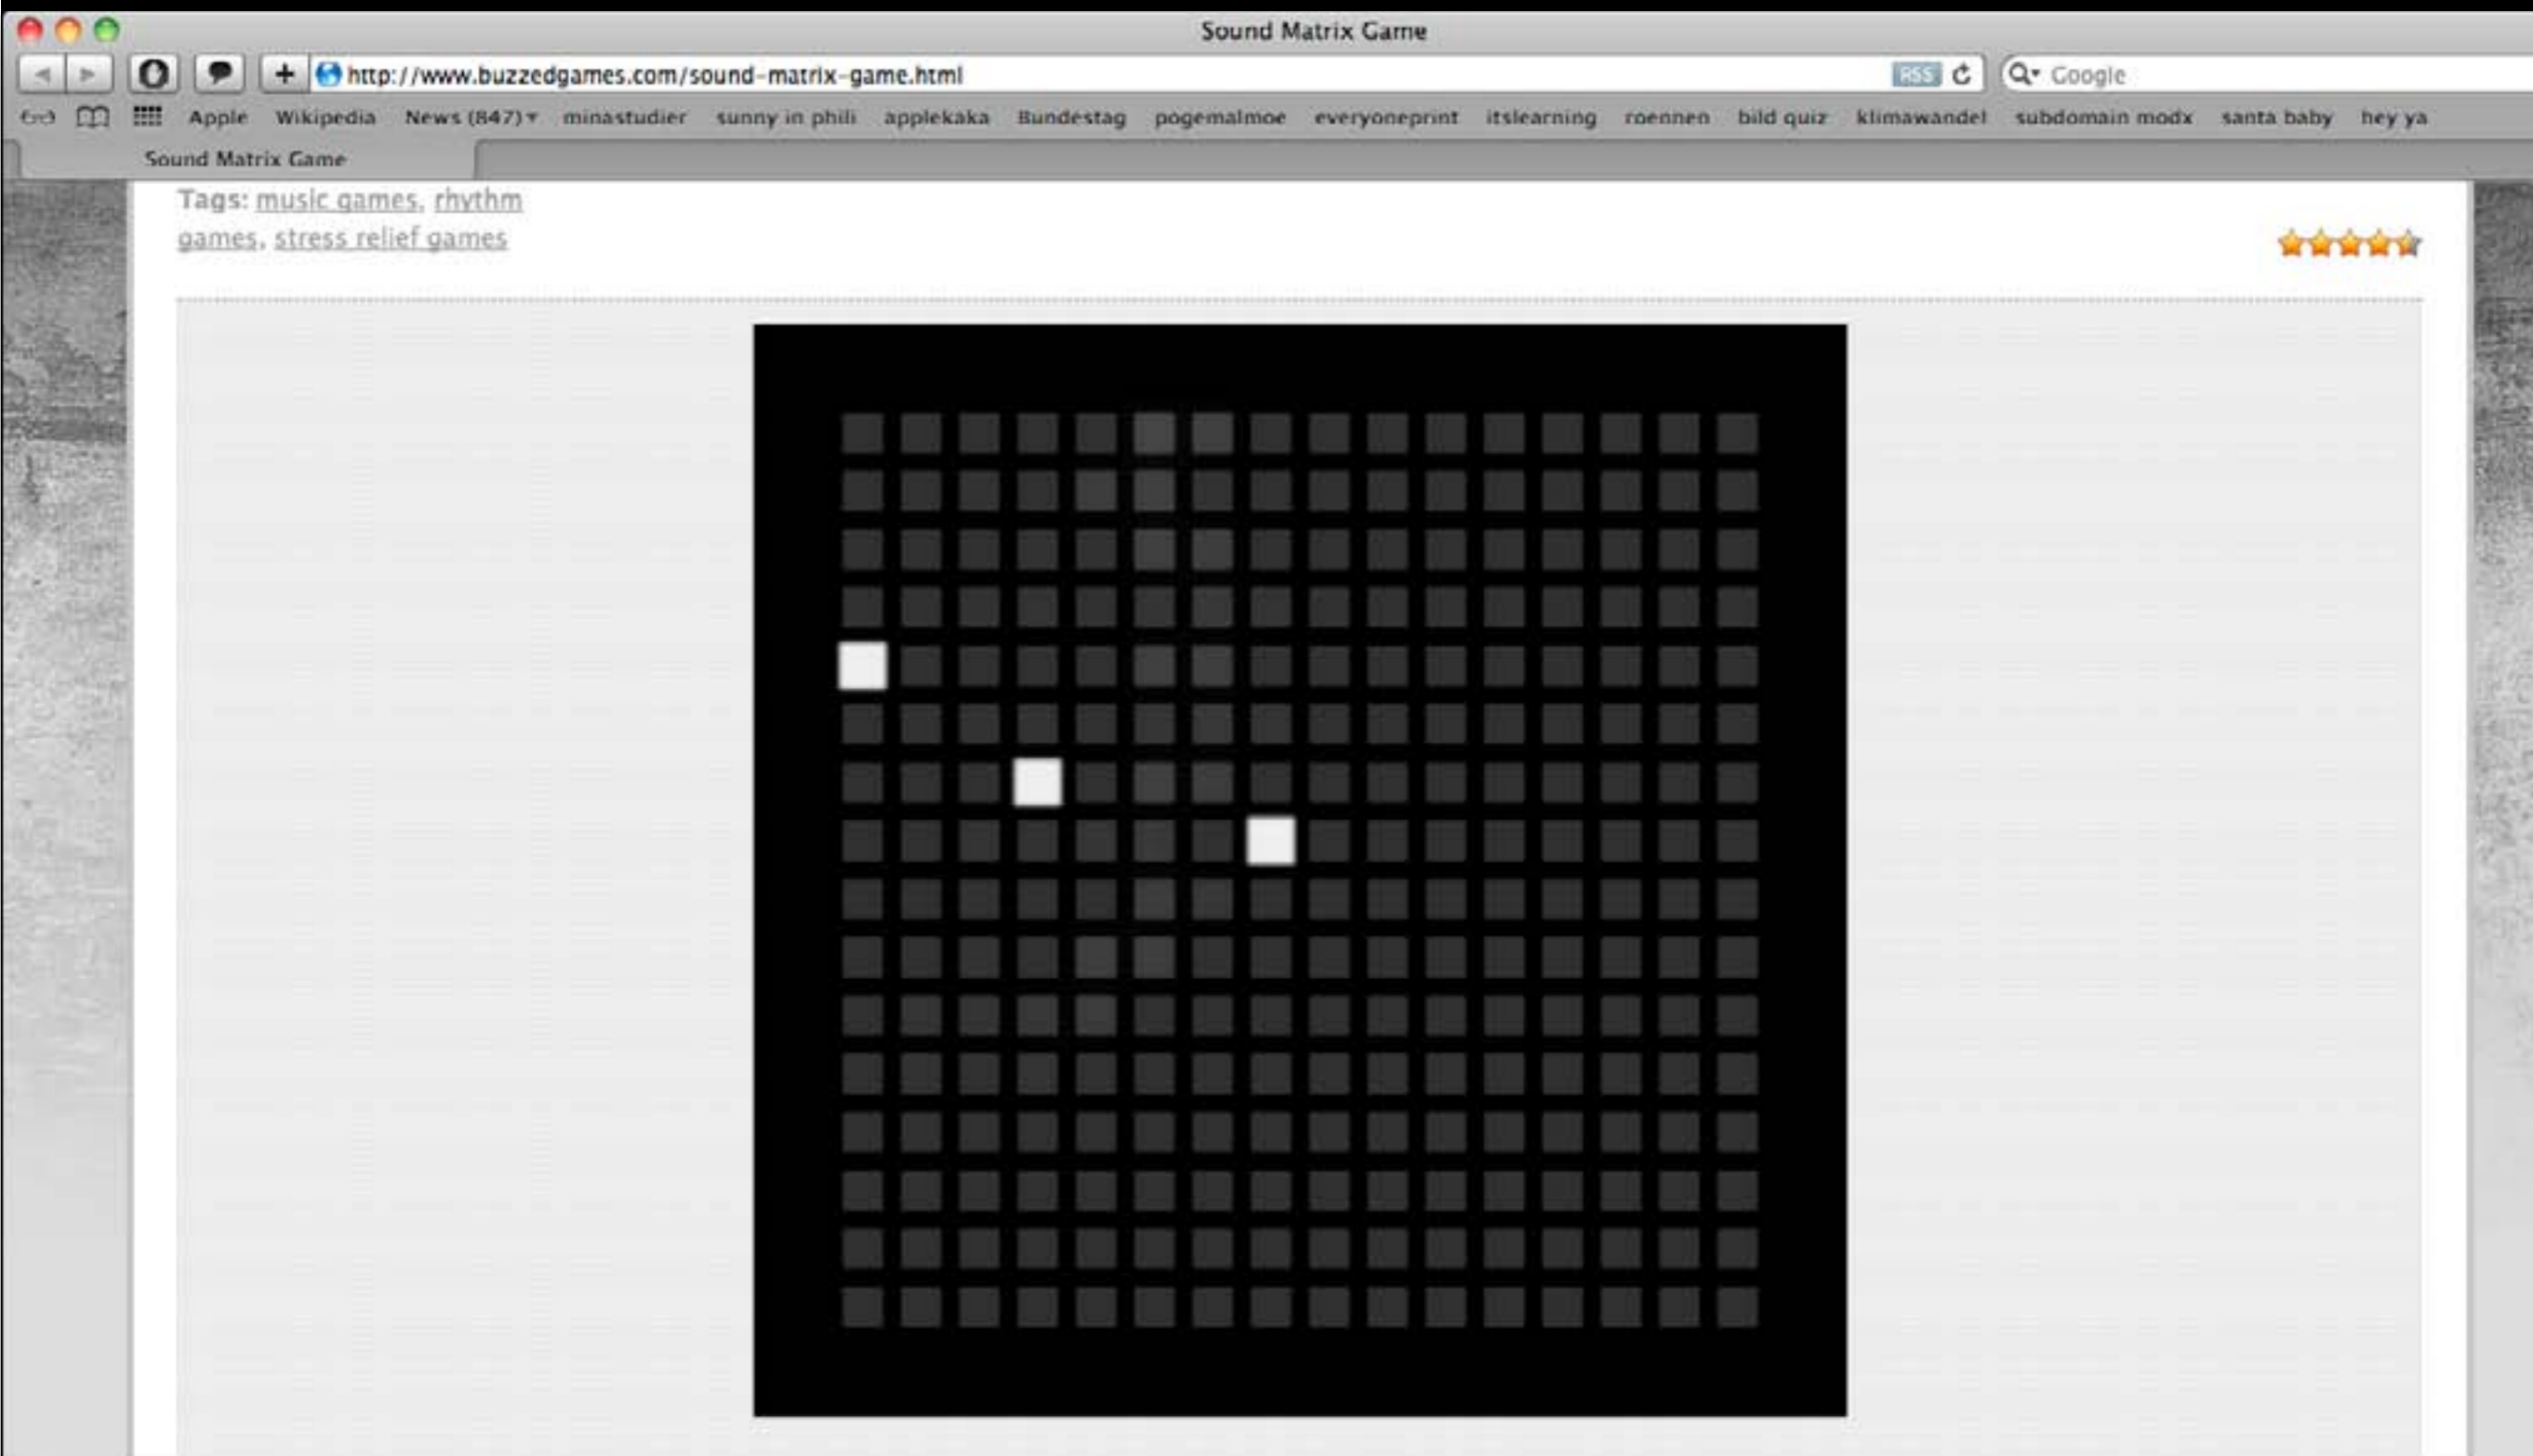 Sound Matrix Game
+ http://www.buzzedgames.com/sound-matrix-game.html RSS Google
Apple Wikipedia News (847) minastudier sunny in phili applekaka Bundestag pogemalmoe everyoneprint itslearning roennen bild quiz klimawandel subdomain modx santa baby hey ya
Sound Matrix Game
Tags: music games, rhythm
games, stress relief games